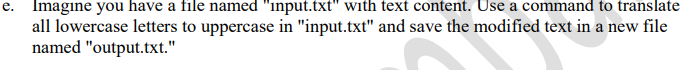 e. Imagine you have a file named "input.txt" with text content. Use a command to translate
all lowercase letters to uppercase in "input.txt" and save the modified text in a new file
named "output.txt."